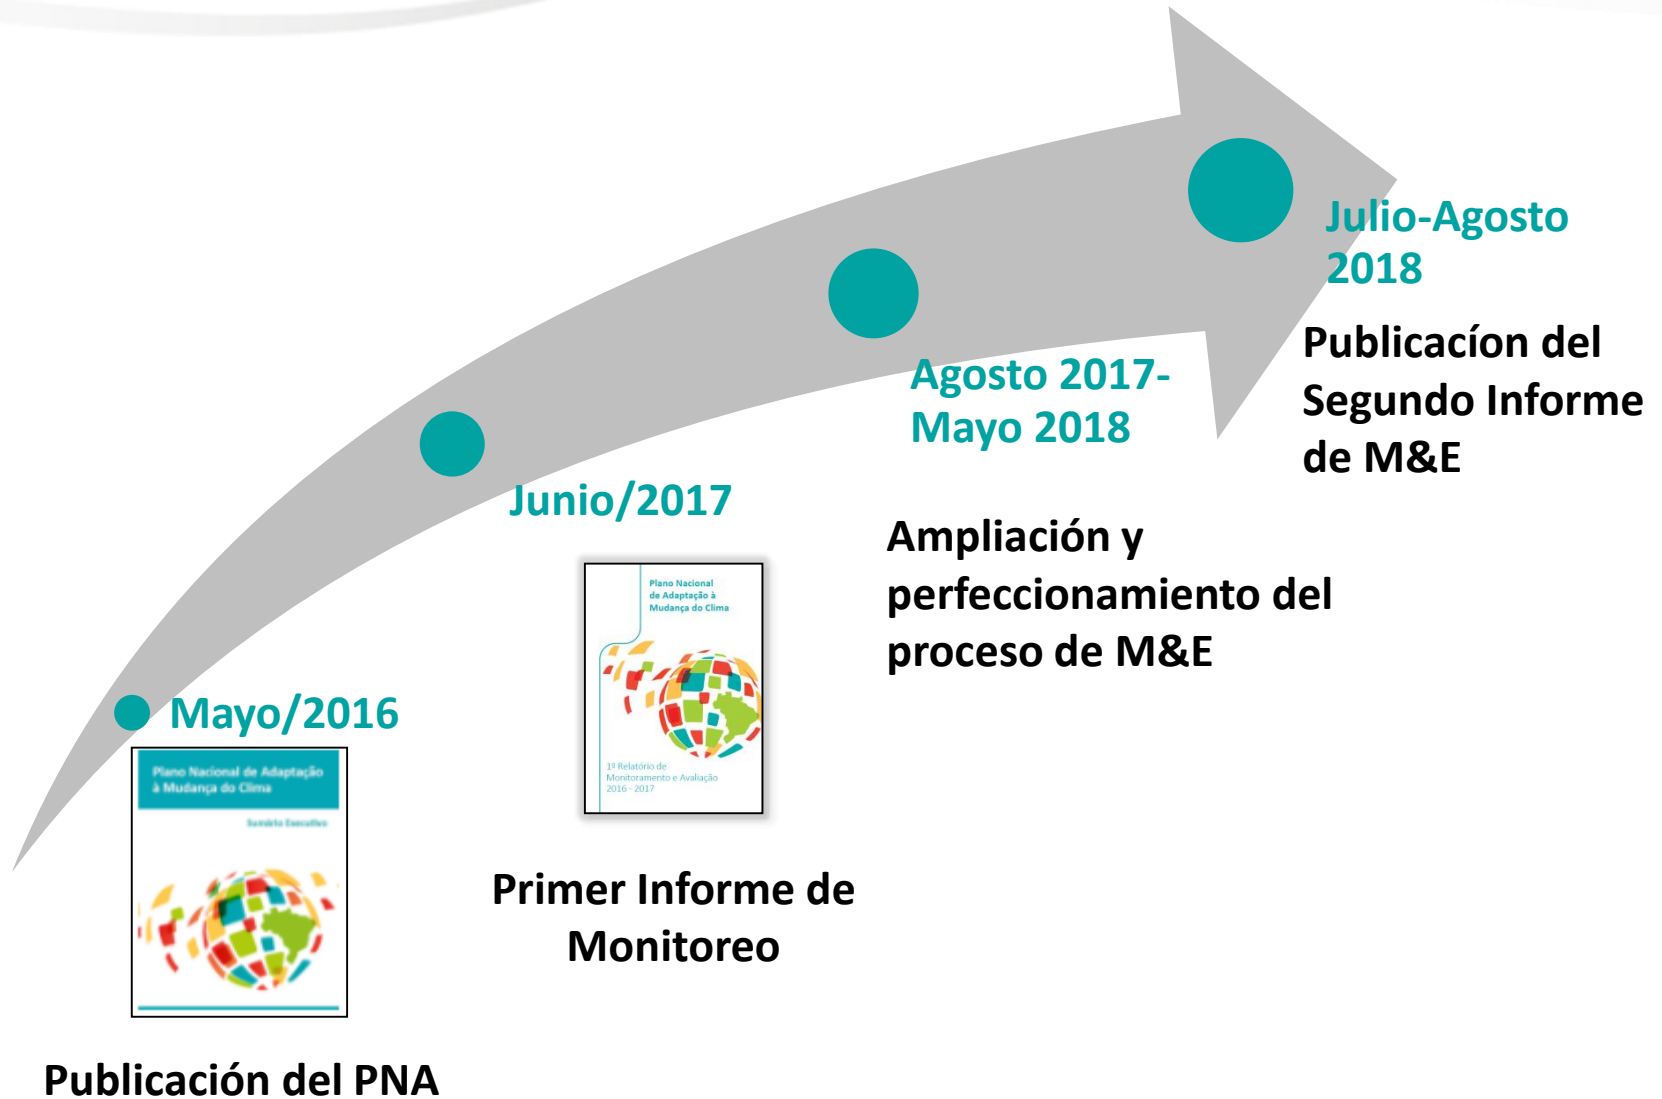 Mayo/2016
Plano Nacional de Adaptação
à Mudança do Clima
Sumário Executivo
Publicación del PNA
Junio/2017
Plano Nacional
de Adaptação à
Mudança do Clima
1º Relatório de
Monitoramento e Avaliação
2016 - 2017
Primer Informe de
Monitoreo
Agosto 2017-
Mayo 2018
Ampliación y
perfeccionamiento del
proceso de M&E
Julio-Agosto
2018
Publicacíon del
Segundo Informe
de M&E